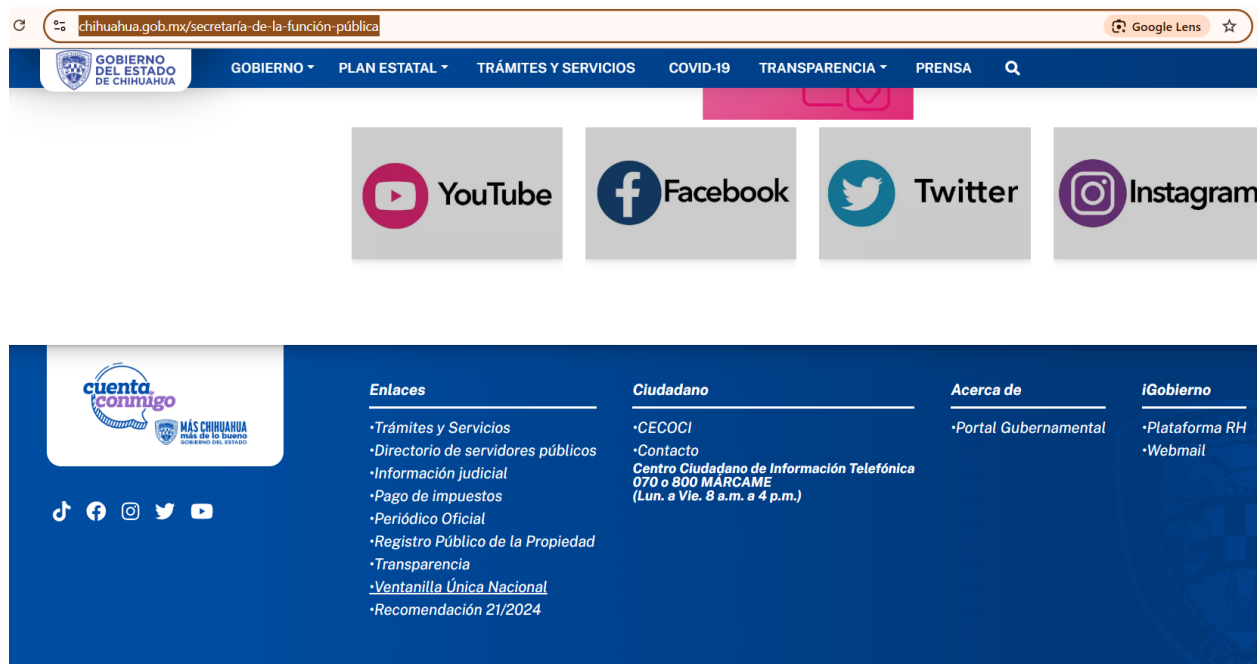 chihuahua.gob.mx/secretaría-de-la-función-pública
Google Lens
GOBIERNO
DEL ESTADO
DE CHIHUAHUA
GOBIERNO
PLAN ESTATAL
TRÁMITES Y SERVICIOS
COVID-19
TRANSPARENCIA
PRENSA
YouTube
Facebook
Twitter
Instagram
cuenta
conmigo
MÁS CHIHUAHUA
más de lo bueno
GOBIERNO DEL ESTADO
Enlaces
•Trámites y Servicios
•Directorio de servidores públicos
•Información judicial
•Pago de impuestos
•Periódico Oficial
•Registro Público de la Propiedad
•Transparencia
•Ventanilla Única Nacional
•Recomendación 21/2024
Ciudadano
•CECOCI
•Contacto
Centro Ciudadano de Información Telefónica
070 o 800 MÁRCAME
(Lun. a Vie. 8 a.m. a 4 p.m.)
Acerca de
•Portal Gubernamental
iGobierno
•Plataforma RH
•Webmail